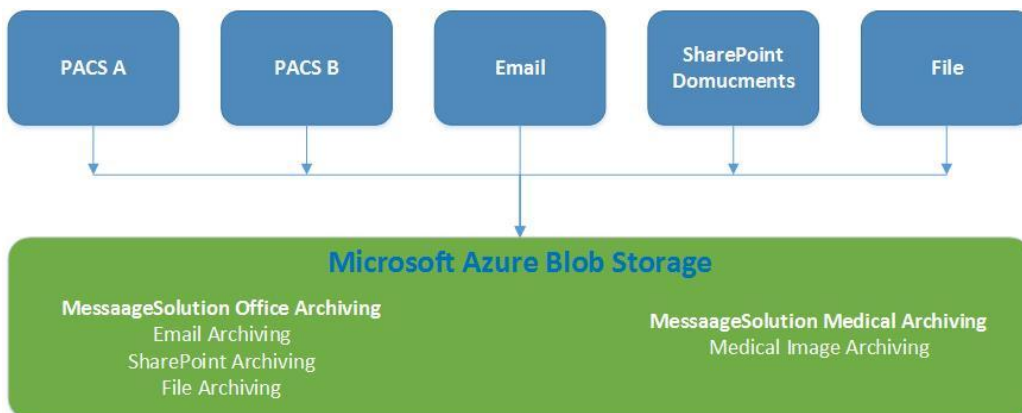 PACS A
PACS B
Email
SharePoint
Domucments
File
Microsoft Azure Blob Storage
MessaageSolution Office Archiving
Email Archiving
SharePoint Archiving
File Archiving
MessaageSolution Medical Archiving
Medical Image Archiving